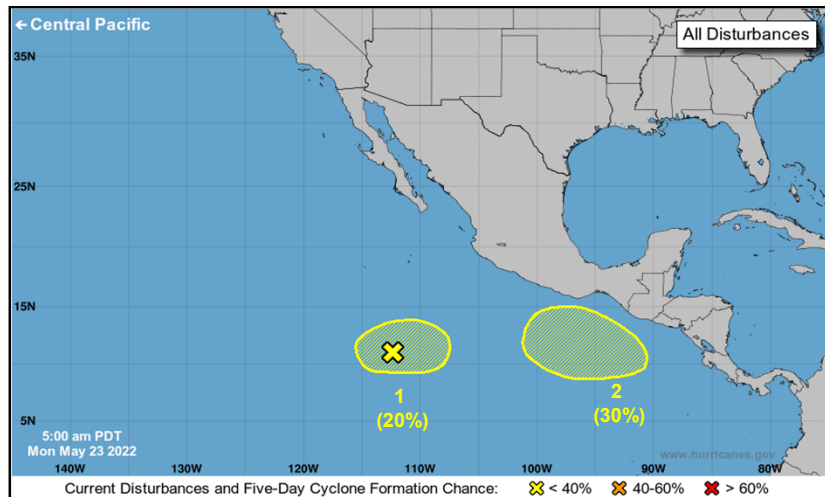 ← Central Pacific
All Disturbances
35N
25N
15N
5N
1
(20%)
2
(30%)
5:00 am PDT
Mon May 23 2022
www.hurricanes.gov
140W 130W 120W 110W 100W 90W 80W
Current Disturbances and Five-Day Cyclone Formation Chance: < 40% 40-60% > 60%